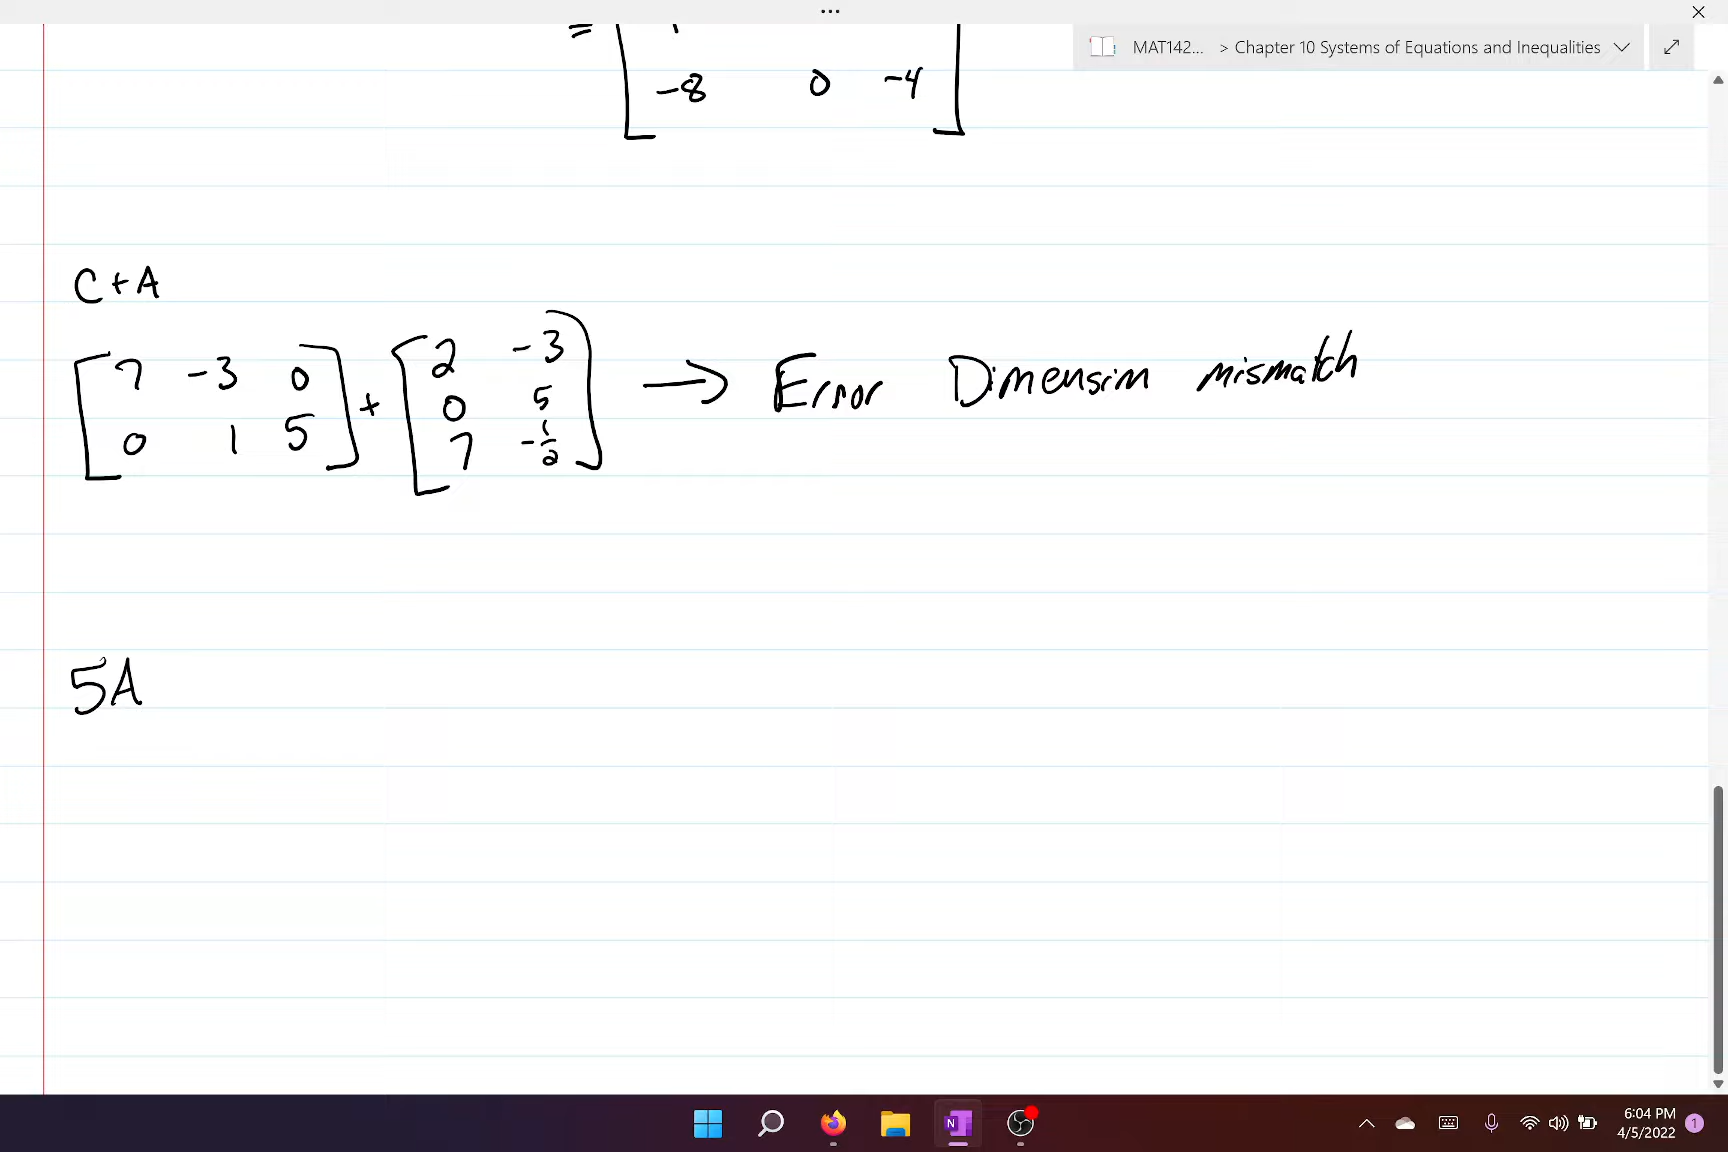 MAT142... > Chapter 10 Systems of Equations and Inequalities
=
-8 0 -4
C + A
7 -3 0
0 1 5
+
2 -3
0 5
7 -1/2
→ Error Dimension mismatch
5A
6:04 PM
4/5/2022
1